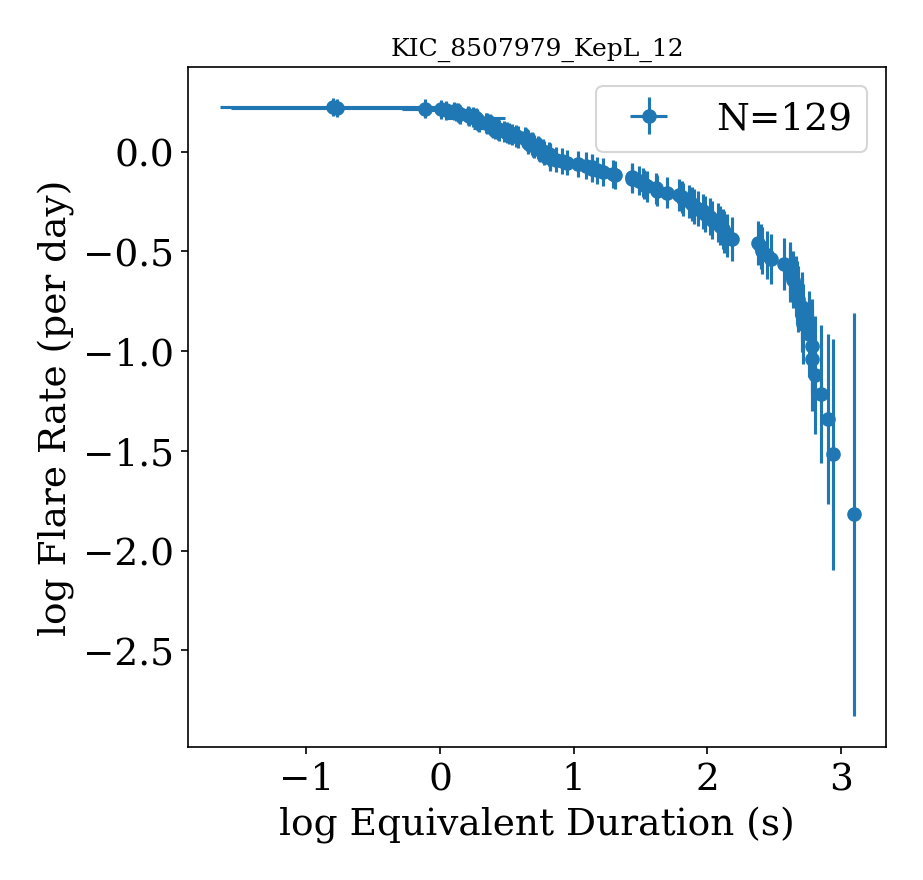 KIC_8507979_KepL_12
N=129
0.0
−0.5
−1.0
−1.5
−2.0
−2.5
log Flare Rate (per day)
−1 0 1 2 3
log Equivalent Duration (s)